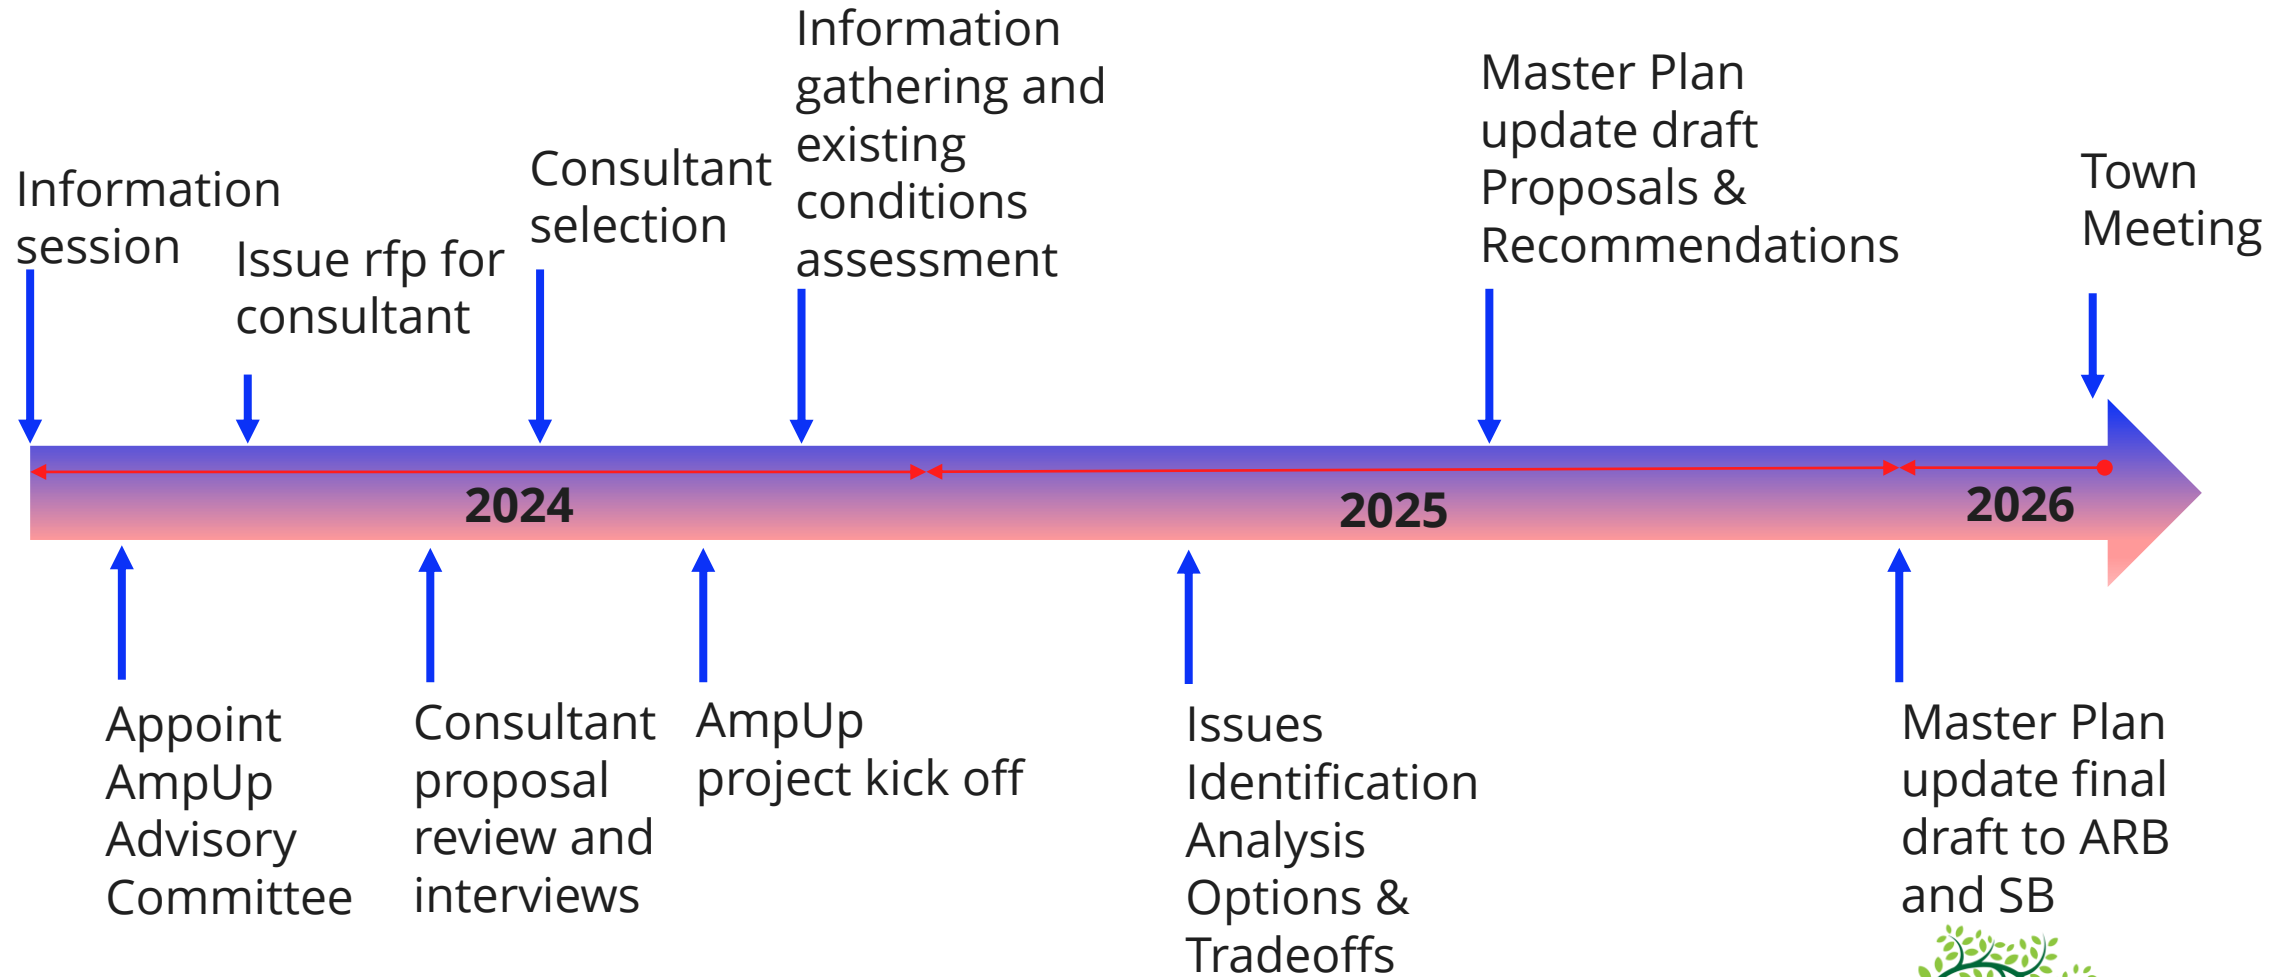 Information
session
Issue rfp for
consultant
Consultant
selection
Information
gathering and
existing
conditions
assessment
Master Plan
update draft
Proposals &
Recommendations
Town
Meeting
2024
2025
2026
Appoint
AmpUp
Advisory
Committee
Consultant
proposal
review and
interviews
AmpUp
project kick off
Issues
Identification
Analysis
Options &
Tradeoffs
Master Plan
update final
draft to ARB
and SB